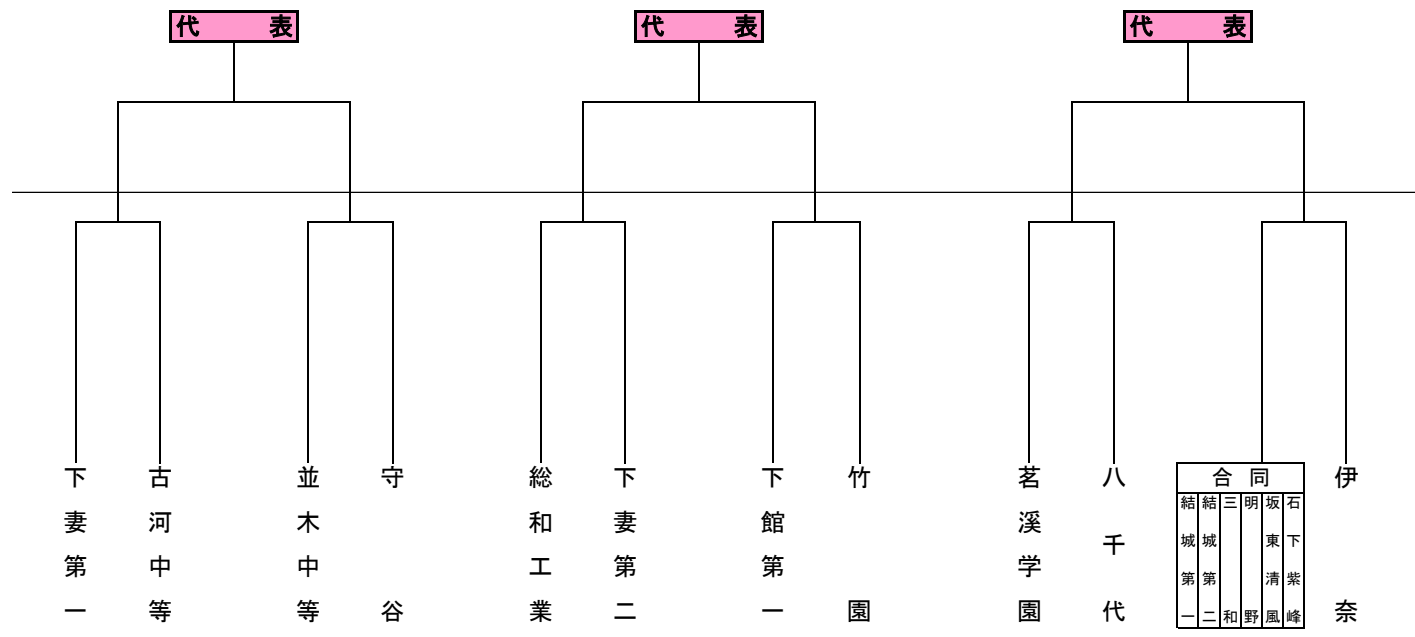 代　表
代　表
代　表
下妻第一
古河中等
並木中等
守谷
総和工業
下妻第二
下館第一
竹園
茗溪学園
八千代
合同
結城第一
結城第二
三和
明野
坂東清風
石下紫峰
伊奈